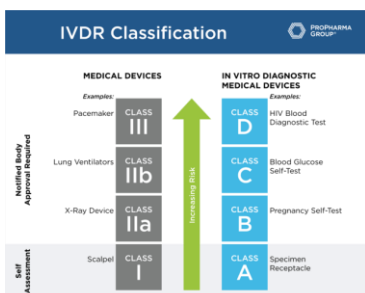 IVDR Classification
PROPHARMA
GROUP
MEDICAL DEVICES
IN VITRO DIAGNOSTIC
MEDICAL DEVICES
Examples:
Examples:
Notified Body
Approval Required
Pacemaker
CLASS
III
CLASS
D
HIV Blood
Diagnostic Test
Lung Ventilators
CLASS
IIb
CLASS
C
Blood Glucose
Self-Test
Increasing Risk
X-Ray Device
CLASS
IIa
CLASS
B
Pregnancy Self-Test
Self
Assessment
Scalpel
CLASS
I
CLASS
A
Specimen
Receptacle